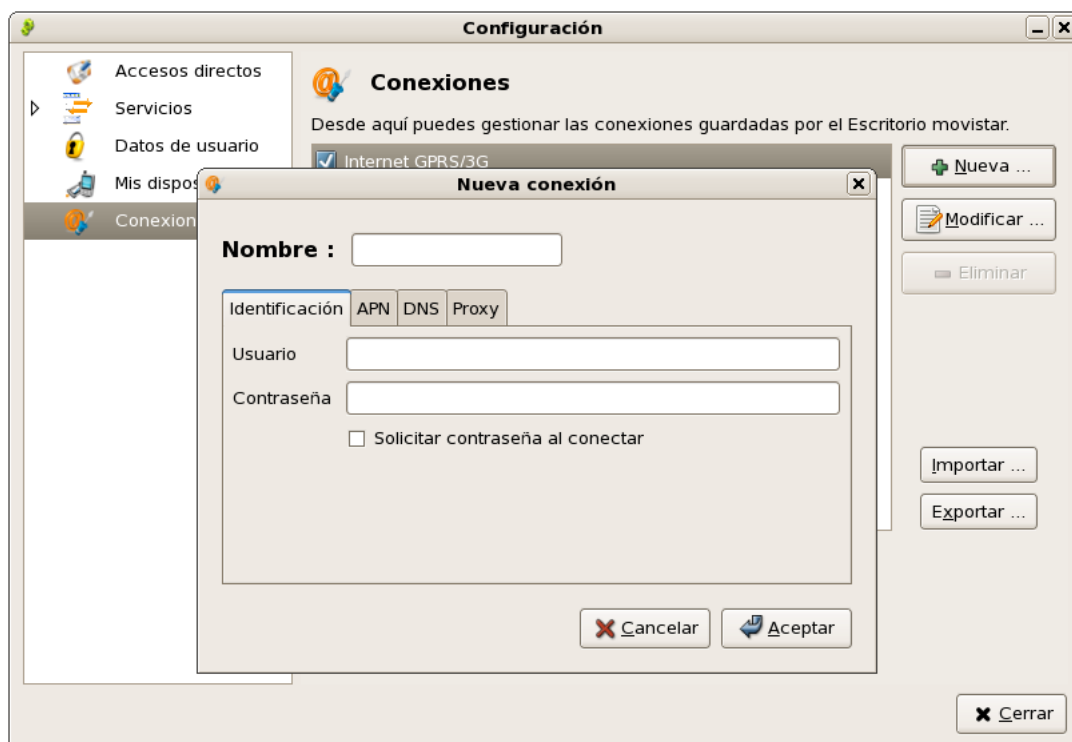 Configuración
Accesos directos
Servicios
Datos de usuario
Mis dispos
Conexion
Conexiones
Desde aquí puedes gestionar las conexiones guardadas por el Escritorio movistar.
Internet GPRS/3G
Nueva ...
Modificar ...
Eliminar
Importar ...
Exportar ...
Nueva conexión
Nombre :
Identificación APN DNS Proxy
Usuario
Contraseña
Solicitar contraseña al conectar
Cancelar Aceptar
Cerrar